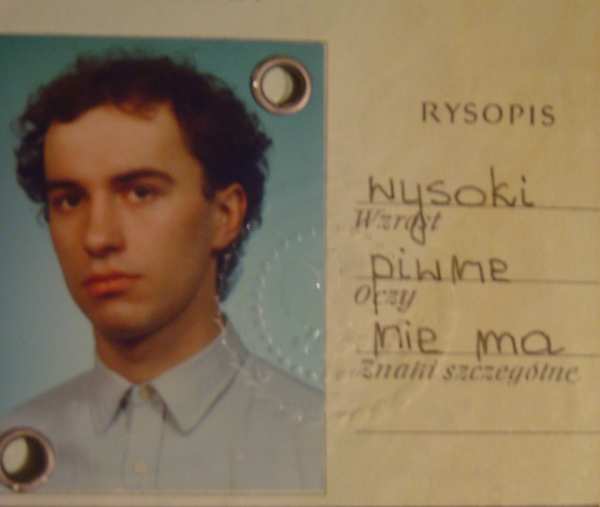 RYSOPIS
wysoki
Wzrost
piwne
Oczy
nie ma
Znaki szczególne